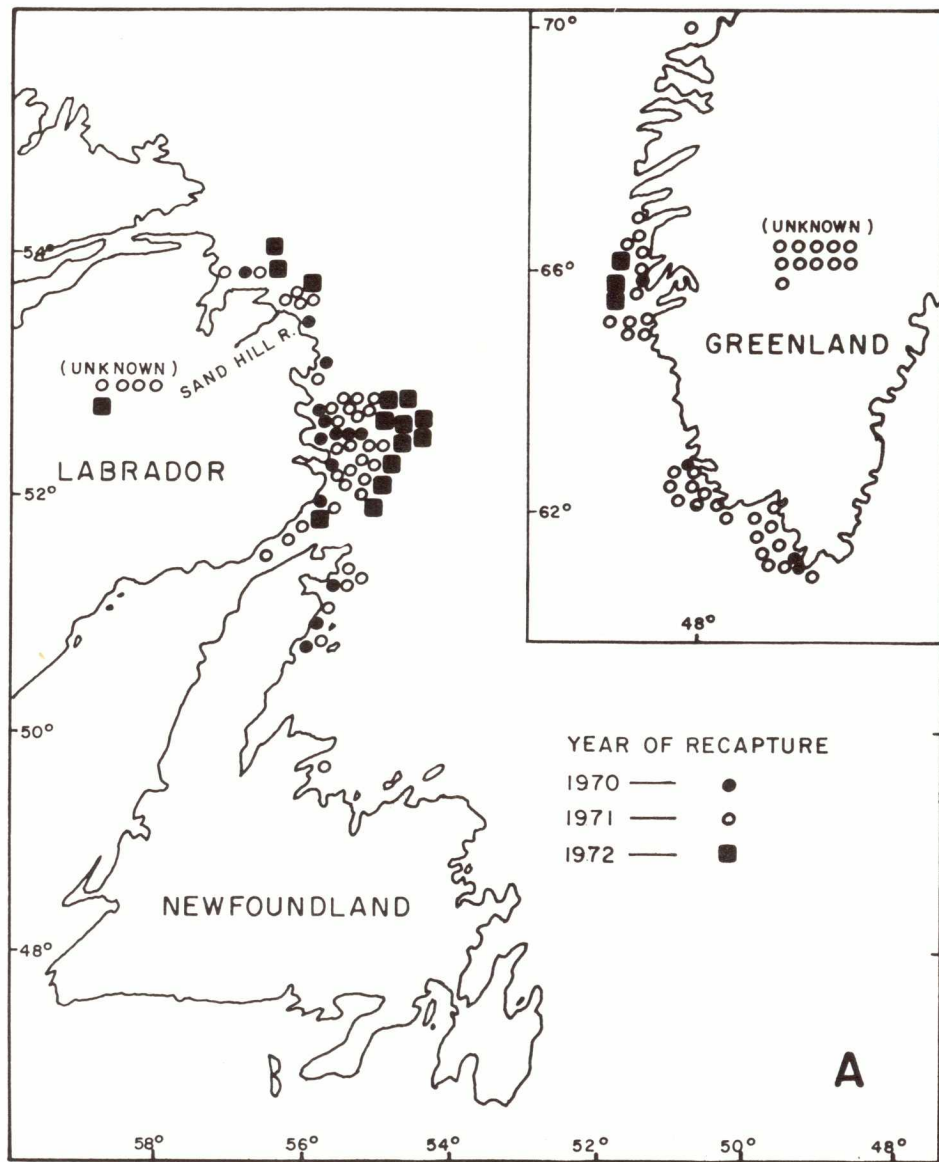 70°
66°
(UNKNOWN)
GREENLAND
62°
48°
54°
SAND HILL R.
(UNKNOWN)
LABRADOR
52°
50°
YEAR OF RECAPTURE
1970 —
1971 —
1972 —
NEWFOUNDLAND
48°
A
58° 56° 54° 52° 50° 48°